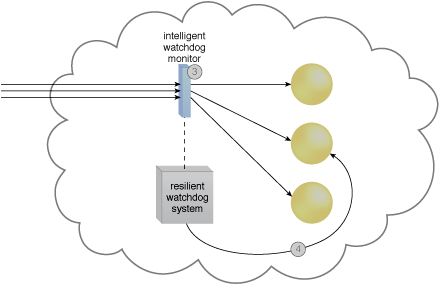 intelligent
watchdog
monitor
3
resilient
watchdog
system
4